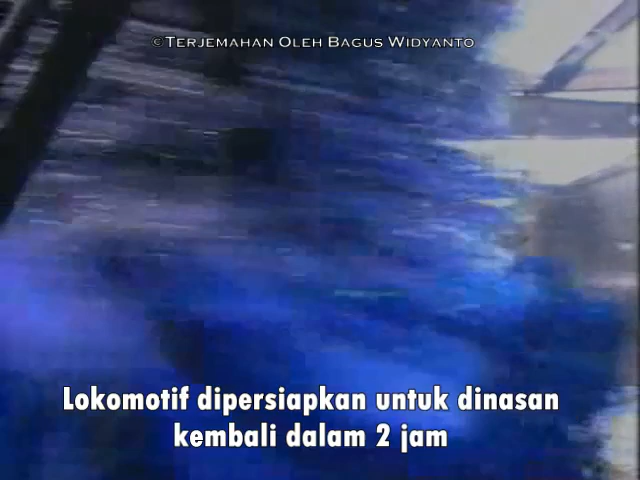 ©Terjemahan Oleh Bagus Widyanto
Lokomotif dipersiapkan untuk dinasan
kembali dalam 2 jam